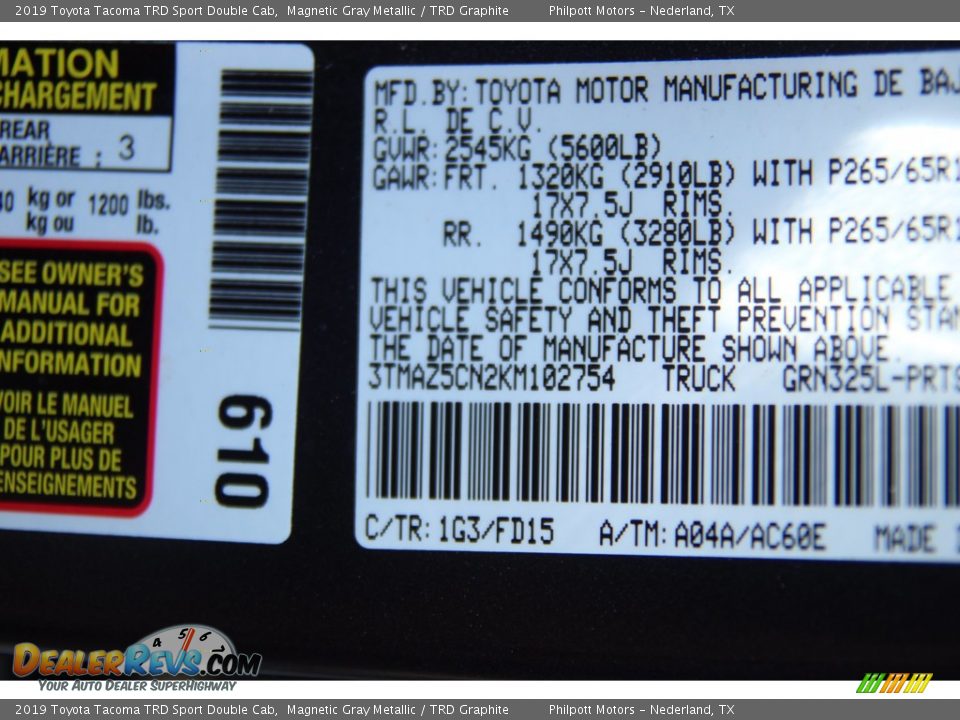 2019 Toyota Tacoma TRD Sport Double Cab, Magnetic Gray Metallic / TRD Graphite Philpott Motors - Nederland, TX
MATION
CHARGEMENT
REAR
ARRIÈRE : 3
kg or 1200 lbs.
kg ou lb.
SEE OWNER'S
MANUAL FOR
ADDITIONAL
NFORMATION
VOIR LE MANUEL
DE L'USAGER
POUR PLUS DE
ENSEIGNEMENTS
610
MFD.BY:TOYOTA MOTOR MANUFACTURING DE BAJ
R.L. DE C.V.
GVWR:2545KG (5600LB)
GAWR:FRT. 1320KG (2910LB) WITH P265/65R1
17X7.5J RIMS.
RR. 1490KG (3280LB) WITH P265/65R1
17X7.5J RIMS.
THIS VEHICLE CONFORMS TO ALL APPLICABLE
VEHICLE SAFETY AND THEFT PREVENTION STAN
THE DATE OF MANUFACTURE SHOWN ABOVE.
3TMAZ5CN2KM102754 TRUCK GRN325L-PRTS
C/TR:1G3/FD15 A/TM:A04A/AC60E MADE
4 5 6
DealerRevs.com
Your Auto Dealer SuperHighway
2019 Toyota Tacoma TRD Sport Double Cab, Magnetic Gray Metallic / TRD Graphite Philpott Motors - Nederland, TX